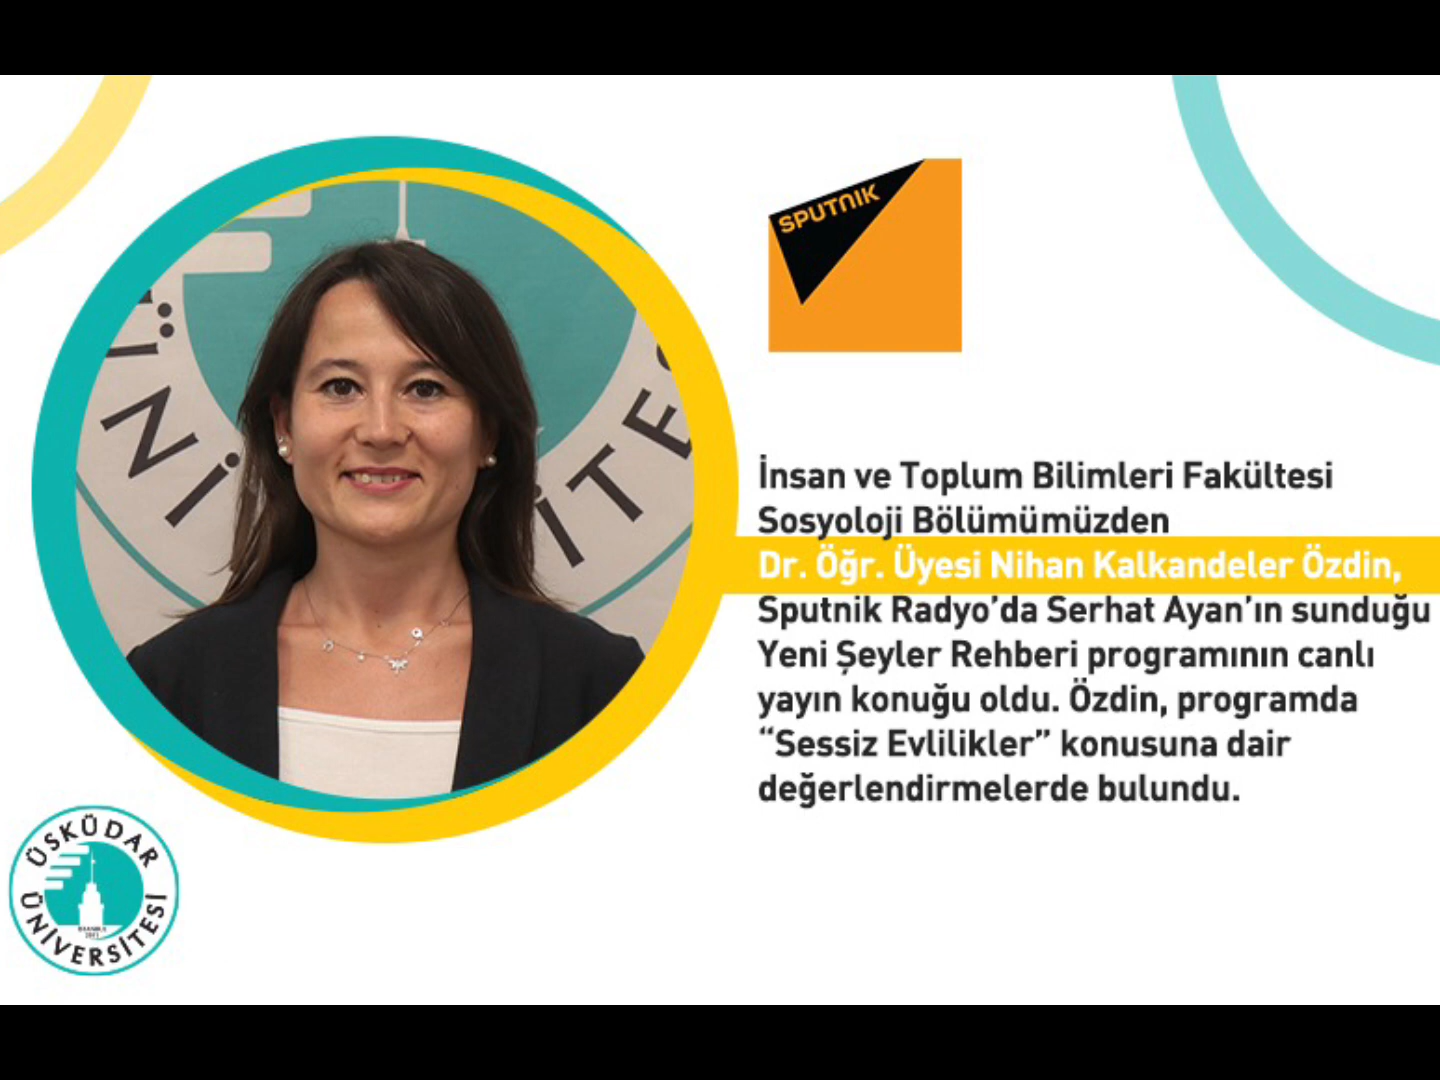 SPUTNIK
İnsan ve Toplum Bilimleri Fakültesi
Sosyoloji Bölümümüzden
Dr. Öğr. Üyesi Nihan Kalkandeler Özdin,
Sputnik Radyo’da Serhat Ayan’ın sunduğu
Yeni Şeyler Rehberi programının canlı
yayın konuğu oldu. Özdin, programda
“Sessiz Evlilikler” konusuna dair
değerlendirmelerde bulundu.
ÜSKÜDAR
ÜNİVERSİTESİ